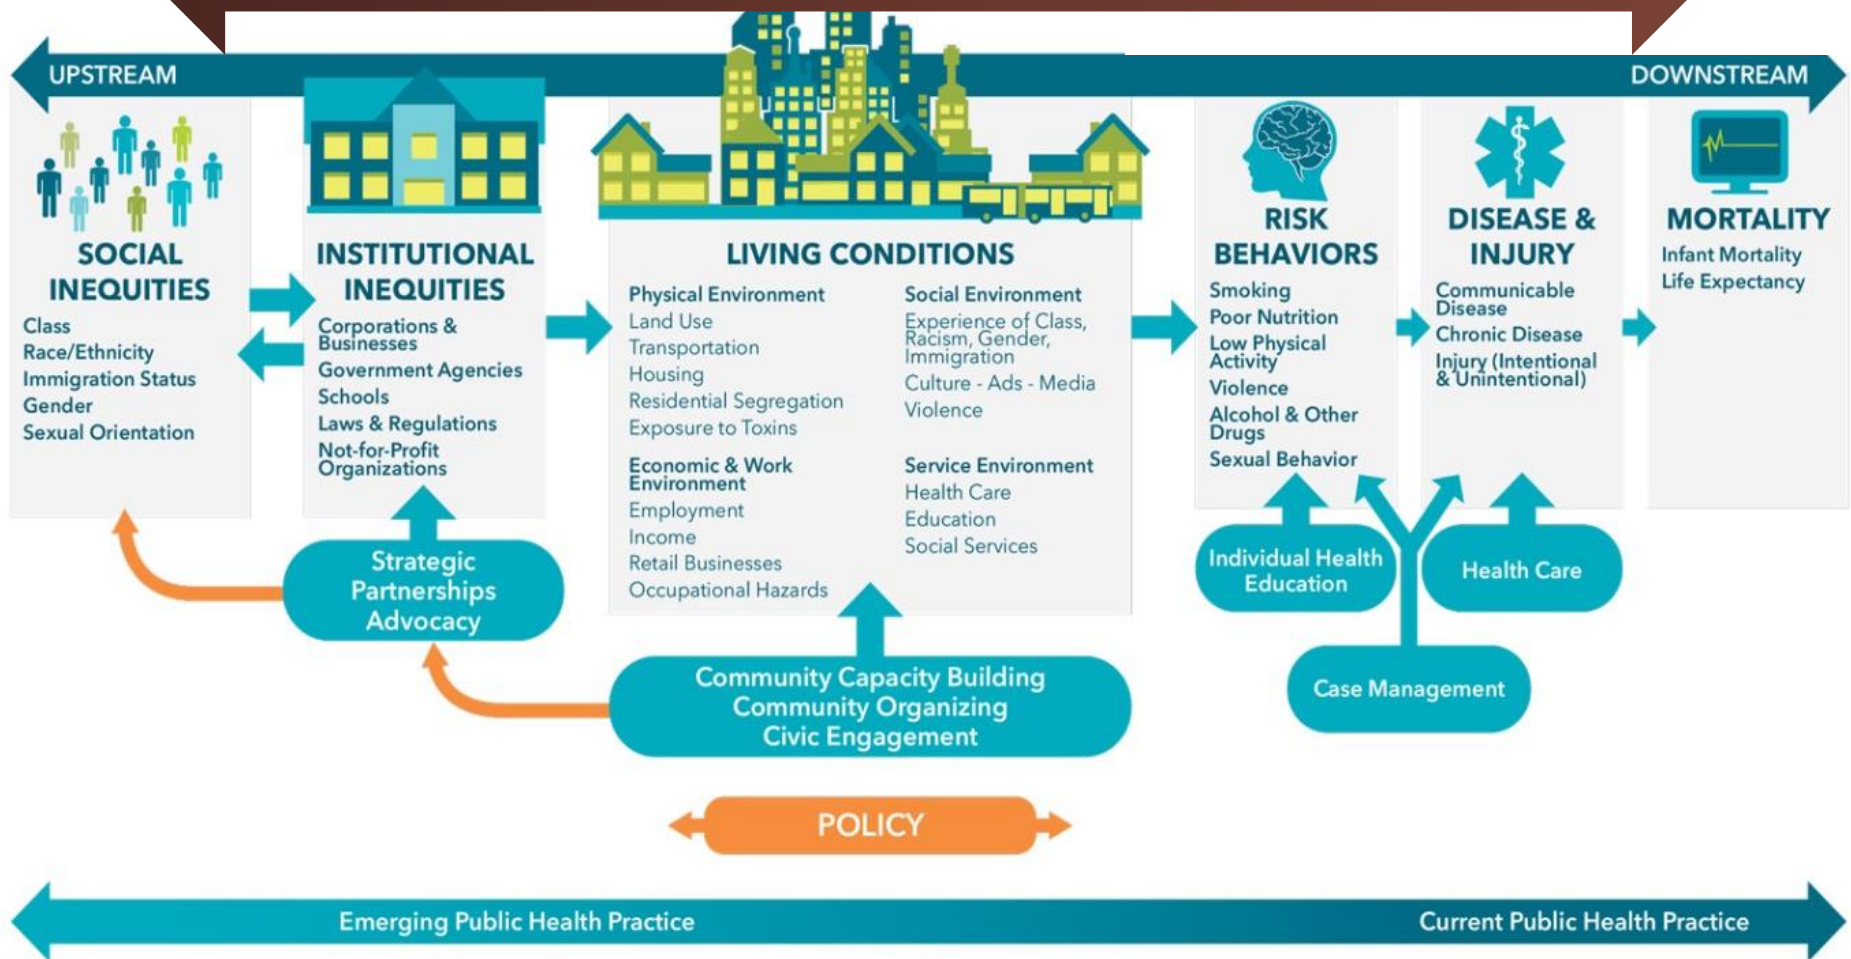 UPSTREAM
DOWNSTREAM
SOCIAL
INEQUITIES
Class
Race/Ethnicity
Immigration Status
Gender
Sexual Orientation
INSTITUTIONAL
INEQUITIES
Corporations &
Businesses
Government Agencies
Schools
Laws & Regulations
Not-for-Profit
Organizations
LIVING CONDITIONS
Physical Environment
Land Use
Transportation
Housing
Residential Segregation
Exposure to Toxins
Economic & Work
Environment
Employment
Income
Retail Businesses
Occupational Hazards
Social Environment
Experience of Class,
Racism, Gender,
Immigration
Culture - Ads - Media
Violence
Service Environment
Health Care
Education
Social Services
RISK
BEHAVIORS
Smoking
Poor Nutrition
Low Physical
Activity
Violence
Alcohol & Other
Drugs
Sexual Behavior
DISEASE &
INJURY
Communicable
Disease
Chronic Disease
Injury (Intentional
& Unintentional)
MORTALITY
Infant Mortality
Life Expectancy
Strategic
Partnerships
Advocacy
Community Capacity Building
Community Organizing
Civic Engagement
Individual Health
Education
Health Care
Case Management
POLICY
Emerging Public Health Practice
Current Public Health Practice